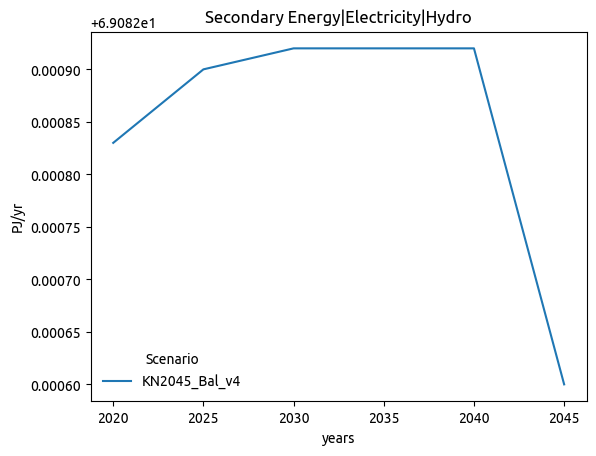 Secondary Energy|Electricity|Hydro
+6.9082e1
0.00090
0.00085
0.00080
0.00075
0.00070
0.00065
0.00060
PJ/yr
Scenario
KN2045_Bal_v4
2020 2025 2030 2035 2040 2045
years